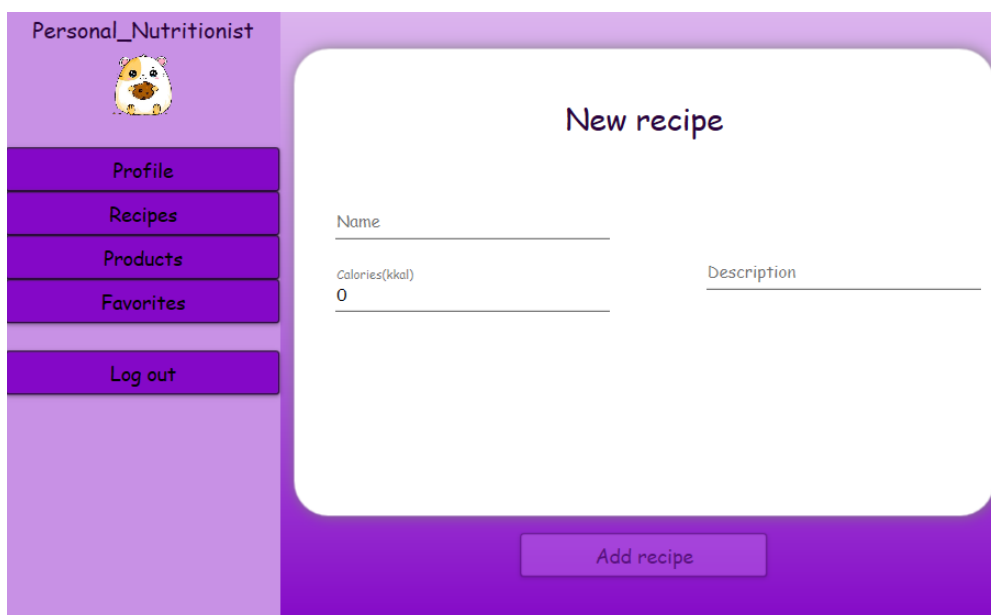 Personal_Nutritionist
Profile
Recipes
Products
Favorites
Log out
New recipe
Name
Calories(kkal)
0
Description
Add recipe